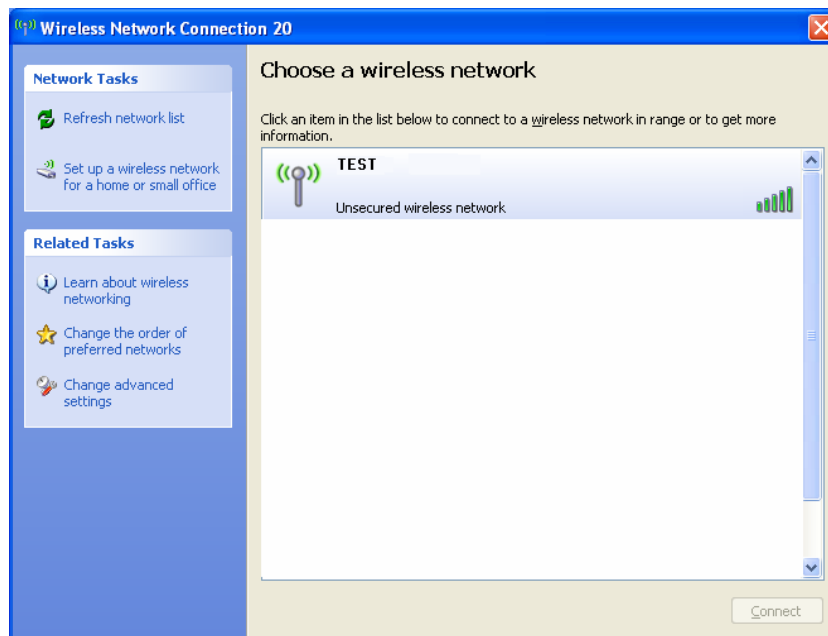 Wireless Network Connection 20
Network Tasks
Refresh network list
Set up a wireless network
for a home or small office
Related Tasks
Learn about wireless
networking
Change the order of
preferred networks
Change advanced
settings
Choose a wireless network
Click an item in the list below to connect to a wireless network in range or to get more
information.
TEST
Unsecured wireless network
Connect